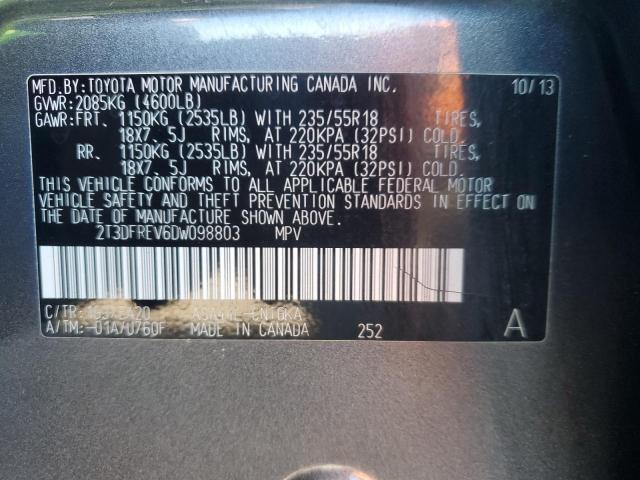 MFD.BY:TOYOTA MOTOR MANUFACTURING CANADA INC. 10/13
GVWR:2085KG (4600LB)
GAWR:FRT. 1150KG (2535LB) WITH 235/55R18 TIRES,
18X7.5J RIMS, AT 220KPA (32PSI) COLD.
RR. 1150KG (2535LB) WITH 235/55R18 TIRES,
18X7.5J RIMS, AT 220KPA (32PSI) COLD.
THIS VEHICLE CONFORMS TO ALL APPLICABLE FEDERAL MOTOR
VEHICLE SAFETY AND THEFT PREVENTION STANDARDS IN EFFECT ON
THE DATE OF MANUFACTURE SHOWN ABOVE.
2T3DFREV6DW098803 MPV
C/TR:
A/TM:-01A/U760F MADE IN CANADA 252 A